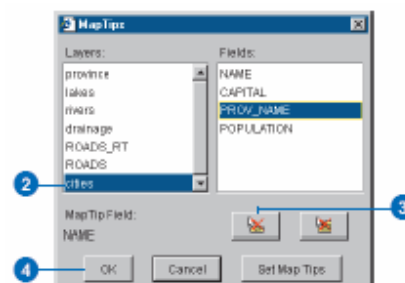 MapTips
Layers:
Fields:
province
lakes
rivers
drainage
ROADS_RT
ROADS
cities
NAME
CAPITAL
PROV_NAME
POPULATION
2
MapTip Field:
NAME
3
4
OK
Cancel
Set Map Tips